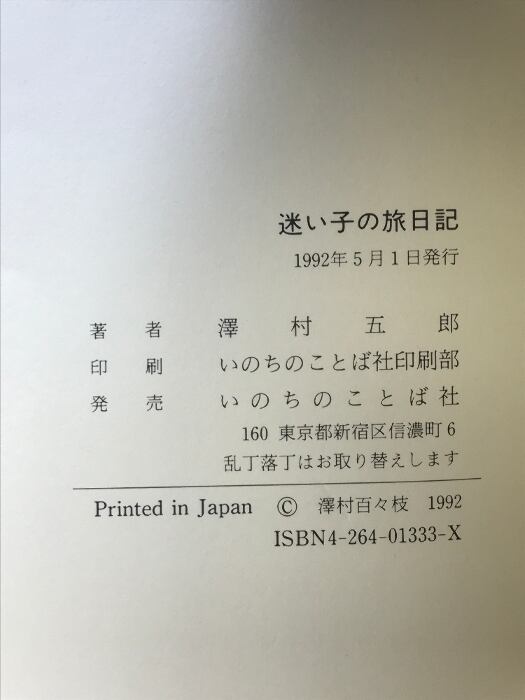 迷い子の旅日記
1992年5月1日発行
著者 澤村五郎
印刷 いのちのことば社印刷部
発売 いのちのことば社
160 東京都新宿区信濃町6
乱丁落丁はお取り替えします
Printed in Japan © 澤村百々枝 1992
ISBN4-264-01333-X